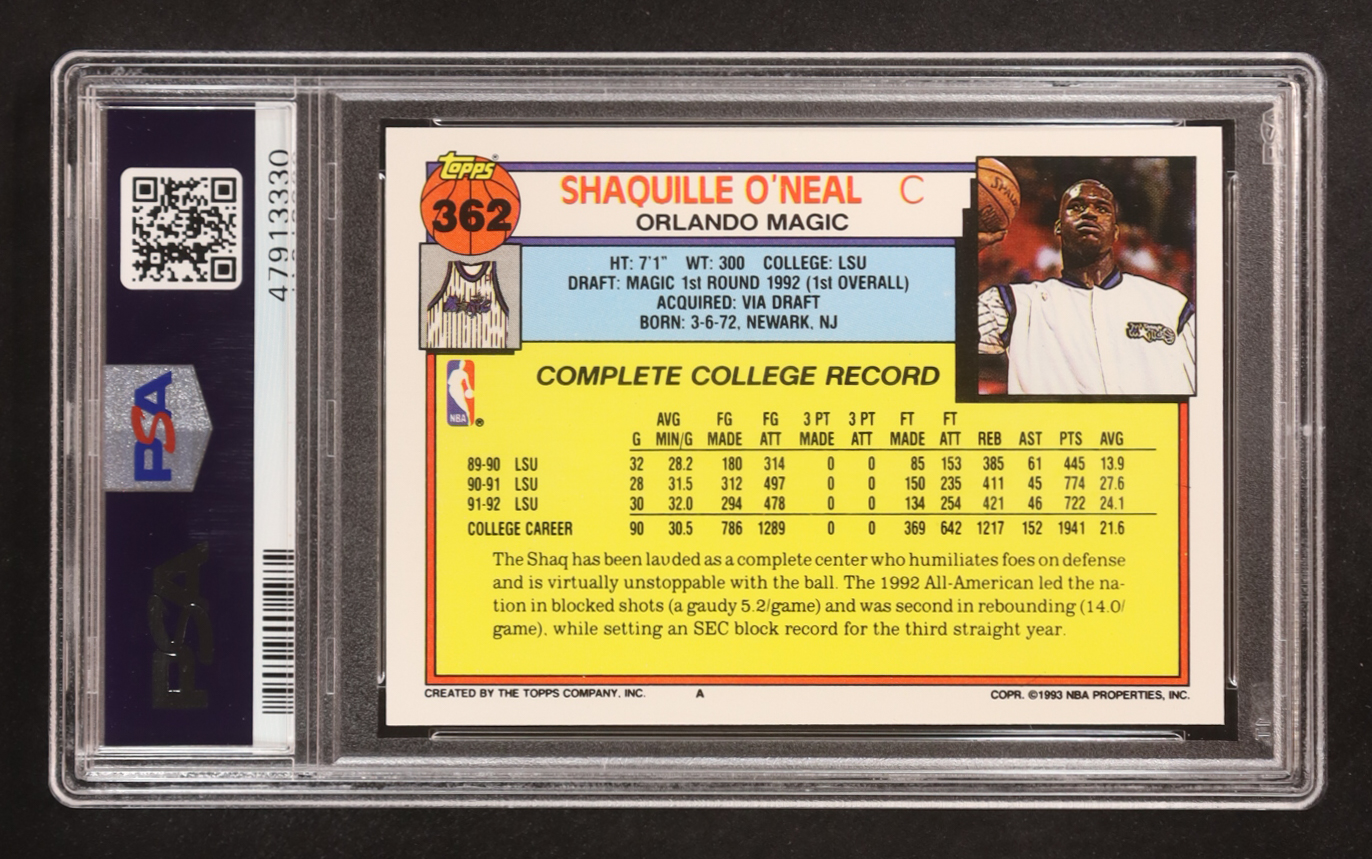 47913330
PSA
PSA
Topps
362
SHAQUILLE O'NEAL C
ORLANDO MAGIC
HT: 7'1" WT: 300 COLLEGE: LSU
DRAFT: MAGIC 1st ROUND 1992 (1st OVERALL)
ACQUIRED: VIA DRAFT
BORN: 3-6-72, NEWARK, NJ
NBA
COMPLETE COLLEGE RECORD
G AVG MIN/G FG MADE FG ATT 3 PT MADE 3 PT ATT FT MADE FT ATT REB AST PTS AVG
89-90 LSU 32 28.2 180 314 0 0 85 153 385 61 445 13.9
90-91 LSU 28 31.5 312 497 0 0 150 235 411 45 774 27.6
91-92 LSU 30 32.0 294 478 0 0 134 254 421 46 722 24.1
COLLEGE CAREER 90 30.5 786 1289 0 0 369 642 1217 152 1941 21.6
The Shaq has been lauded as a complete center who humiliates foes on defense
and is virtually unstoppable with the ball. The 1992 All-American led the na-
tion in blocked shots (a gaudy 5.2/game) and was second in rebounding (14.0/
game), while setting an SEC block record for the third straight year.
CREATED BY THE TOPPS COMPANY, INC. A COPR. ©1993 NBA PROPERTIES, INC.